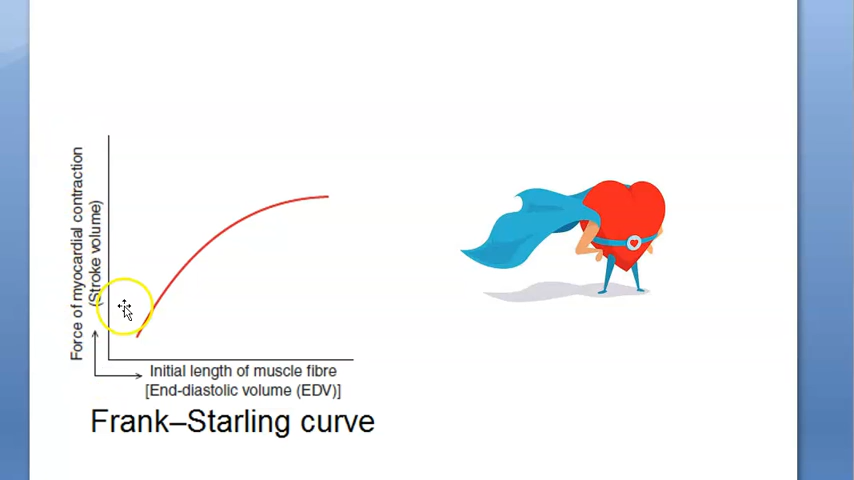 Force of myocardial contraction
(Stroke volume)
Initial length of muscle fibre
[End-diastolic volume (EDV)]
Frank–Starling curve